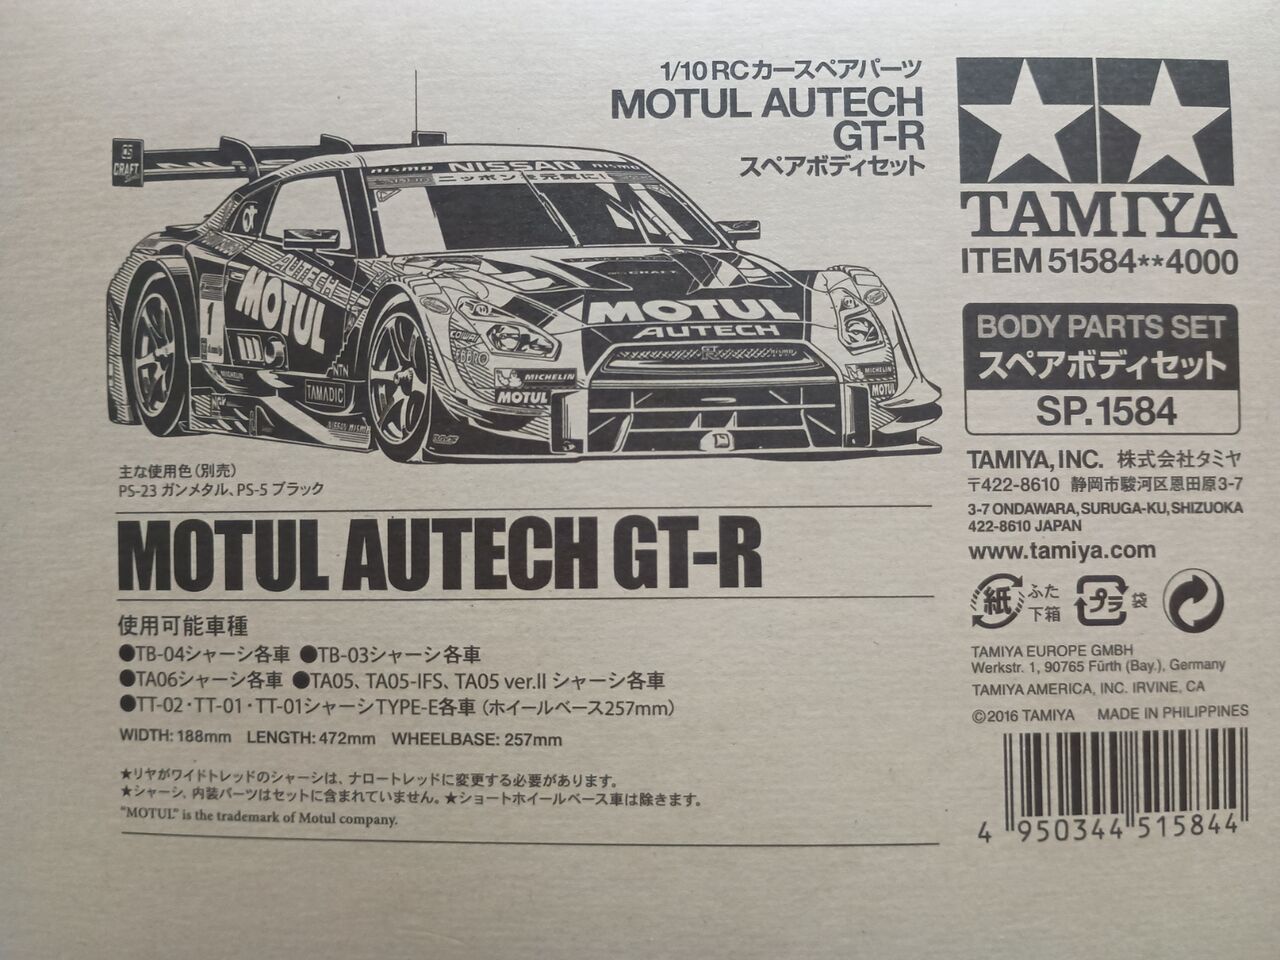 1/10 RCカースペアパーツ
MOTUL AUTECH
GT-R
スペアボディセット
TAMIYA
ITEM 51584**4000
BODY PARTS SET
スペアボディセット
SP.1584
TAMIYA, INC. 株式会社タミヤ
〒422-8610 静岡市駿河区恩田原3-7
3-7 ONDAWARA, SURUGA-KU, SHIZUOKA
422-8610 JAPAN
www.tamiya.com
紙 ふた
下箱
プラ 袋
TAMIYA EUROPE GMBH
Werkstr. 1, 90765 Fürth (Bay.), Germany
TAMIYA AMERICA, INC. IRVINE, CA
©2016 TAMIYA MADE IN PHILIPPINES
4 950344 515844
CS
CRAFT
NISMO NISSAN NISMO
ニッポンを元気に!
AUTECH
MOTUL
1
MICHELIN
NGK
NTN
TAMADIC
NISSAN NISMO
CRAFT
MOTUL
AUTECH
MICHELIN
MOTUL
MICHELIN
MOTUL
主な使用色(別売)
PS-23 ガンメタル、PS-5 ブラック
MOTUL AUTECH GT-R
使用可能車種
●TB-04シャーシ各車 ●TB-03シャーシ各車
●TA06シャーシ各車 ●TA05、TA05-IFS、TA05 ver.II シャーシ各車
●TT-02・TT-01・TT-01シャーシTYPE-E各車(ホイールベース257mm)
WIDTH: 188mm LENGTH: 472mm WHEELBASE: 257mm
★リヤがワイドトレッドのシャーシは、ナロートレッドに変更する必要があります。
★シャーシ、内装パーツはセットに含まれていません。★ショートホイールベース車は除きます。
"MOTUL" is the trademark of Motul company.